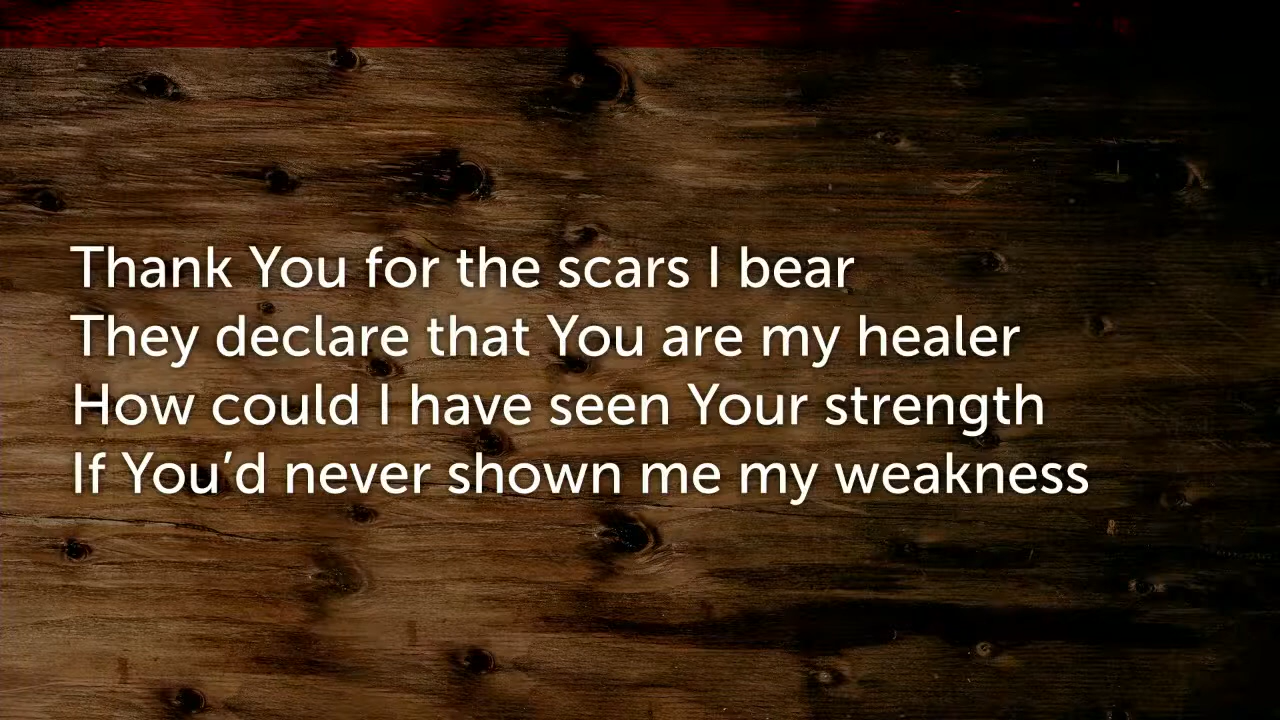 Thank You for the scars I bear
They declare that You are my healer
How could I have seen Your strength
If You’d never shown me my weakness